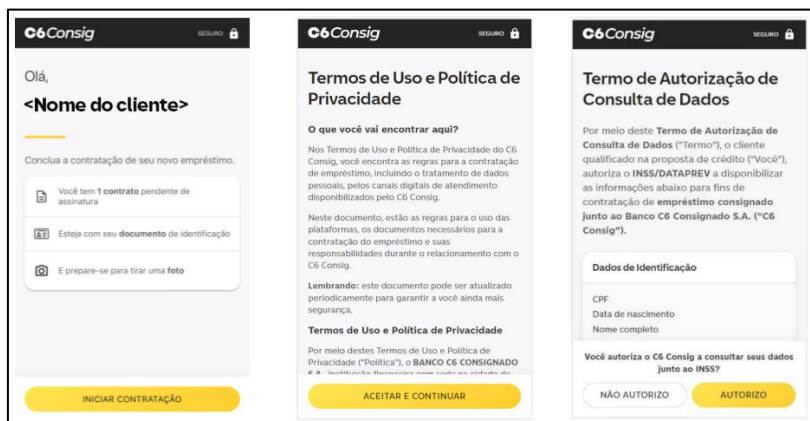 C6Consig
SEGURO
Olá,
<Nome do cliente>
Conclua a contratação de seu novo empréstimo.
Você tem 1 contrato pendente de
assinatura
Esteja com seu documento de identificação
E prepare-se para tirar uma foto
INICIAR CONTRATAÇÃO
C6Consig
SEGURO
Termos de Uso e Política de
Privacidade
O que você vai encontrar aqui?
Nos Termos de Uso e Política de Privacidade do C6
Consig, você encontra as regras para a contratação
de empréstimo, incluindo o tratamento de dados
pessoais, pelos canais digitais de atendimento
disponibilizados pelo C6 Consig.
Neste documento, estão as regras para o uso das
plataformas, os documentos necessários para a
contratação do empréstimo e suas
responsabilidades durante o relacionamento com o
C6 Consig.
Lembrando: este documento pode ser atualizado
periodicamente para garantir a você ainda mais
segurança.
Termos de Uso e Política de Privacidade
Por meio destes Termos de Uso e Política de
Privacidade ("Política"), o BANCO C6 CONSIGNADO
S.A., instituição financeira com sede na cidade de
ACEITAR E CONTINUAR
C6Consig
SEGURO
Termo de Autorização de
Consulta de Dados
Por meio deste Termo de Autorização de
Consulta de Dados ("Termo"), o cliente
qualificado na proposta de crédito ("Você"),
autoriza o INSS/DATAPREV a disponibilizar
as informações abaixo para fins de
contratação de empréstimo consignado
junto ao Banco C6 Consignado S.A. ("C6
Consig").
Dados de Identificação
CPF
Data de nascimento
Nome completo
Você autoriza o C6 Consig a consultar seus dados
junto ao INSS?
NÃO AUTORIZO
AUTORIZO